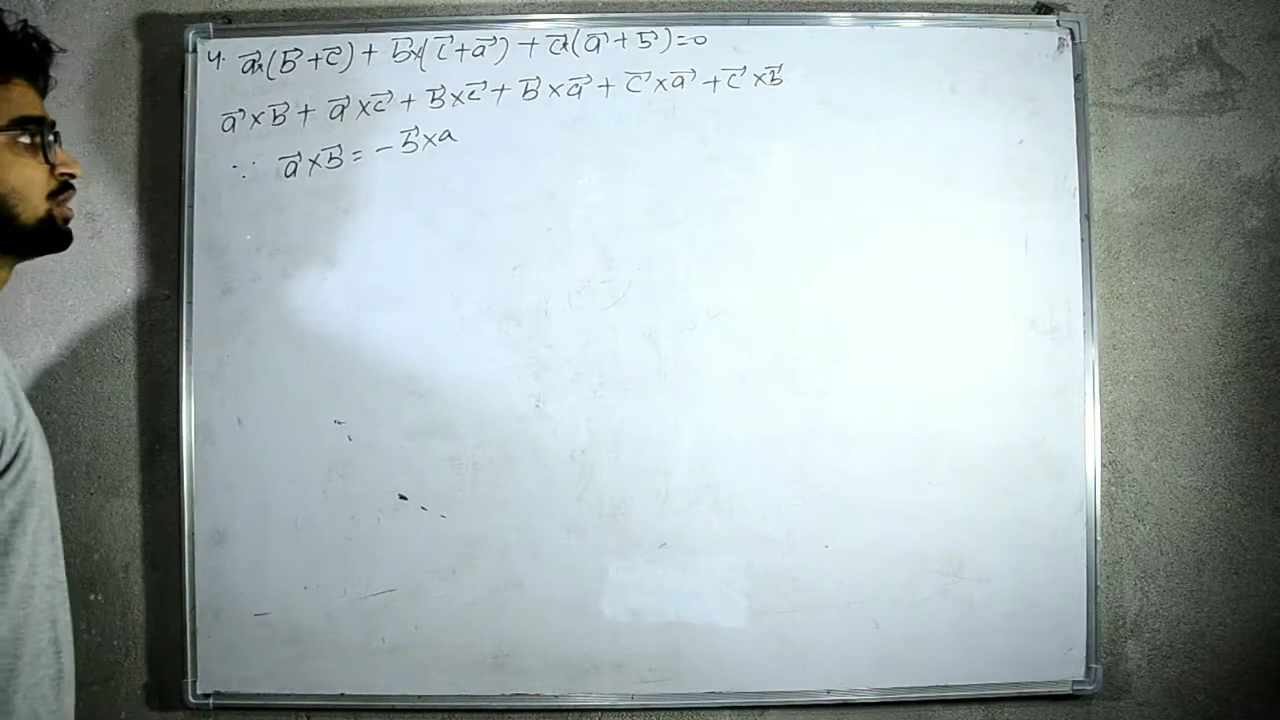 4. a⃗×(b⃗+c⃗) + b⃗×(c⃗+a⃗) + c⃗×(a⃗+b⃗)=0
a⃗×b⃗ + a⃗×c⃗ + b⃗×c⃗ + b⃗×a⃗ + c⃗×a⃗ + c⃗×b⃗
∵ a⃗×b⃗ = -b⃗×a